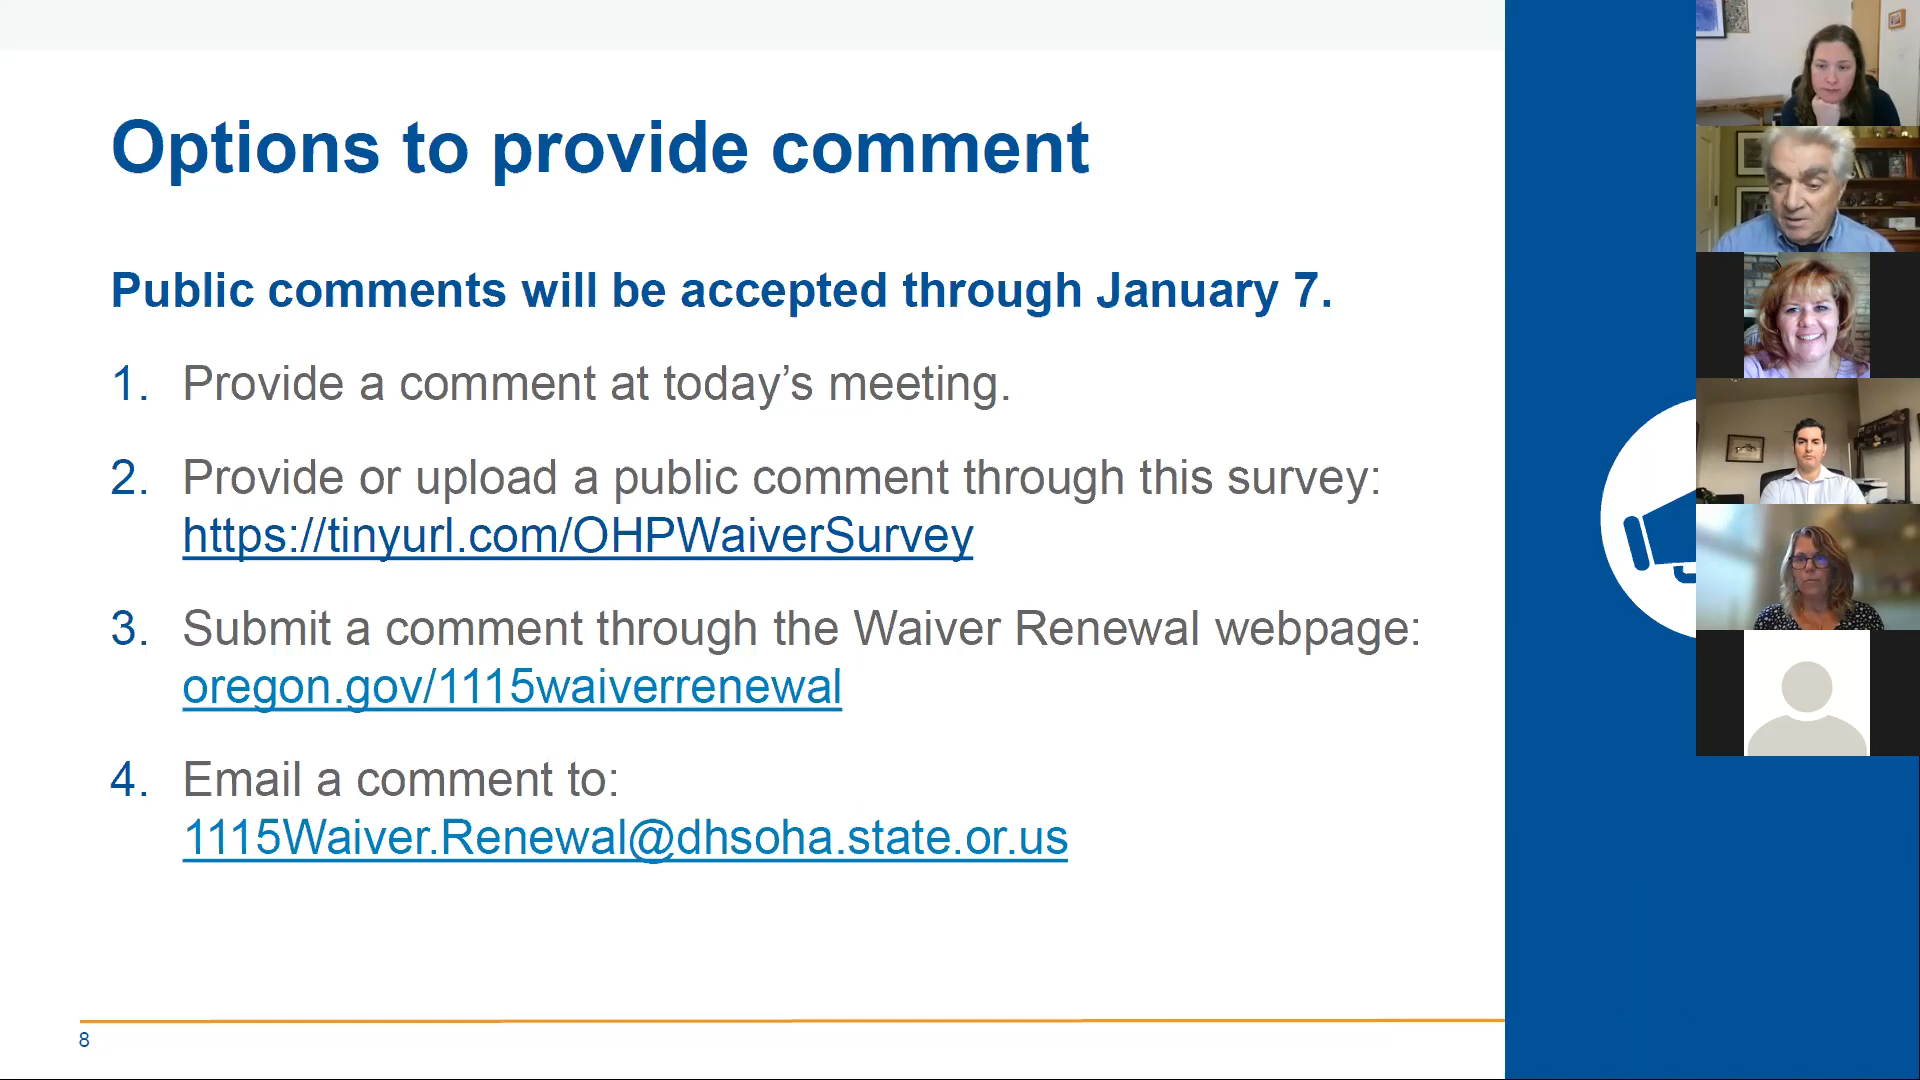 Options to provide comment
Public comments will be accepted through January 7.
1. Provide a comment at today’s meeting.
2. Provide or upload a public comment through this survey:
https://tinyurl.com/OHPWaiverSurvey
3. Submit a comment through the Waiver Renewal webpage:
oregon.gov/1115waiverrenewal
4. Email a comment to:
1115Waiver.Renewal@dhsoha.state.or.us
8